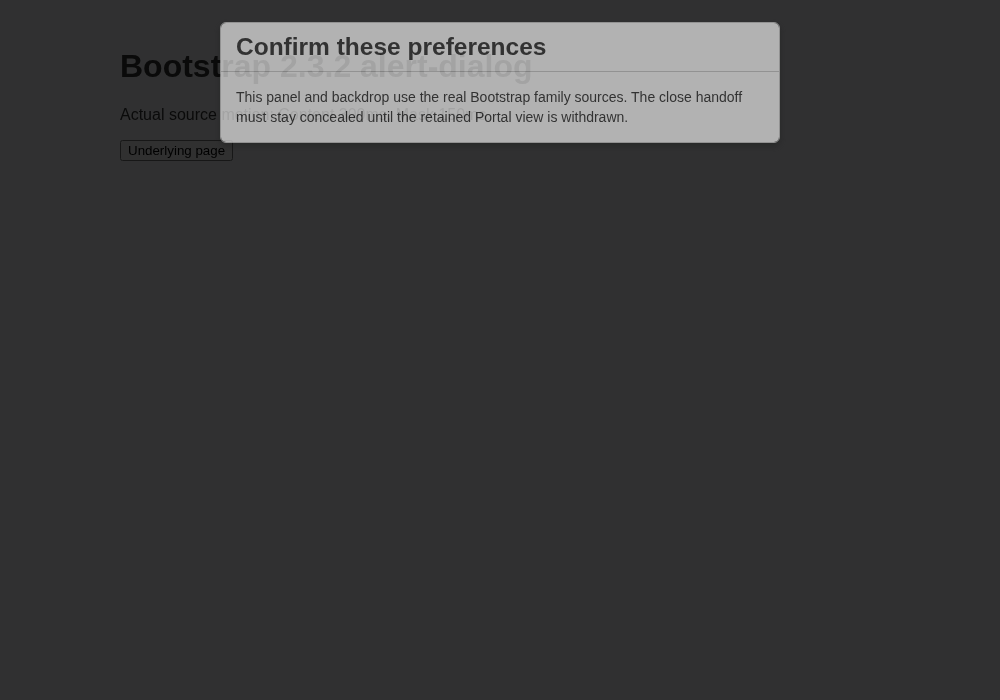 Confirm these preferences
Bootstrap 2.3.2 alert-dialog
This panel and backdrop use the real Bootstrap family sources. The close handoff
must stay concealed until the retained Portal view is withdrawn.
Actual source
Underlying page